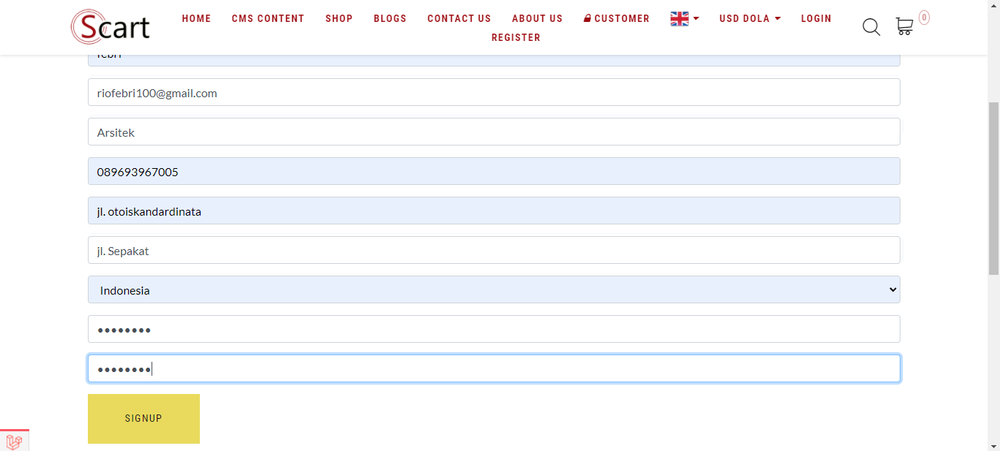 Scart
HOME CMS CONTENT SHOP BLOGS CONTACT US ABOUT US CUSTOMER USD DOLA LOGIN
REGISTER
0
febri
riofebri100@gmail.com
Arsitek
089693967005
jl. otoiskandardinata
jl. Sepakat
Indonesia
••••••••
••••••••
SIGNUP